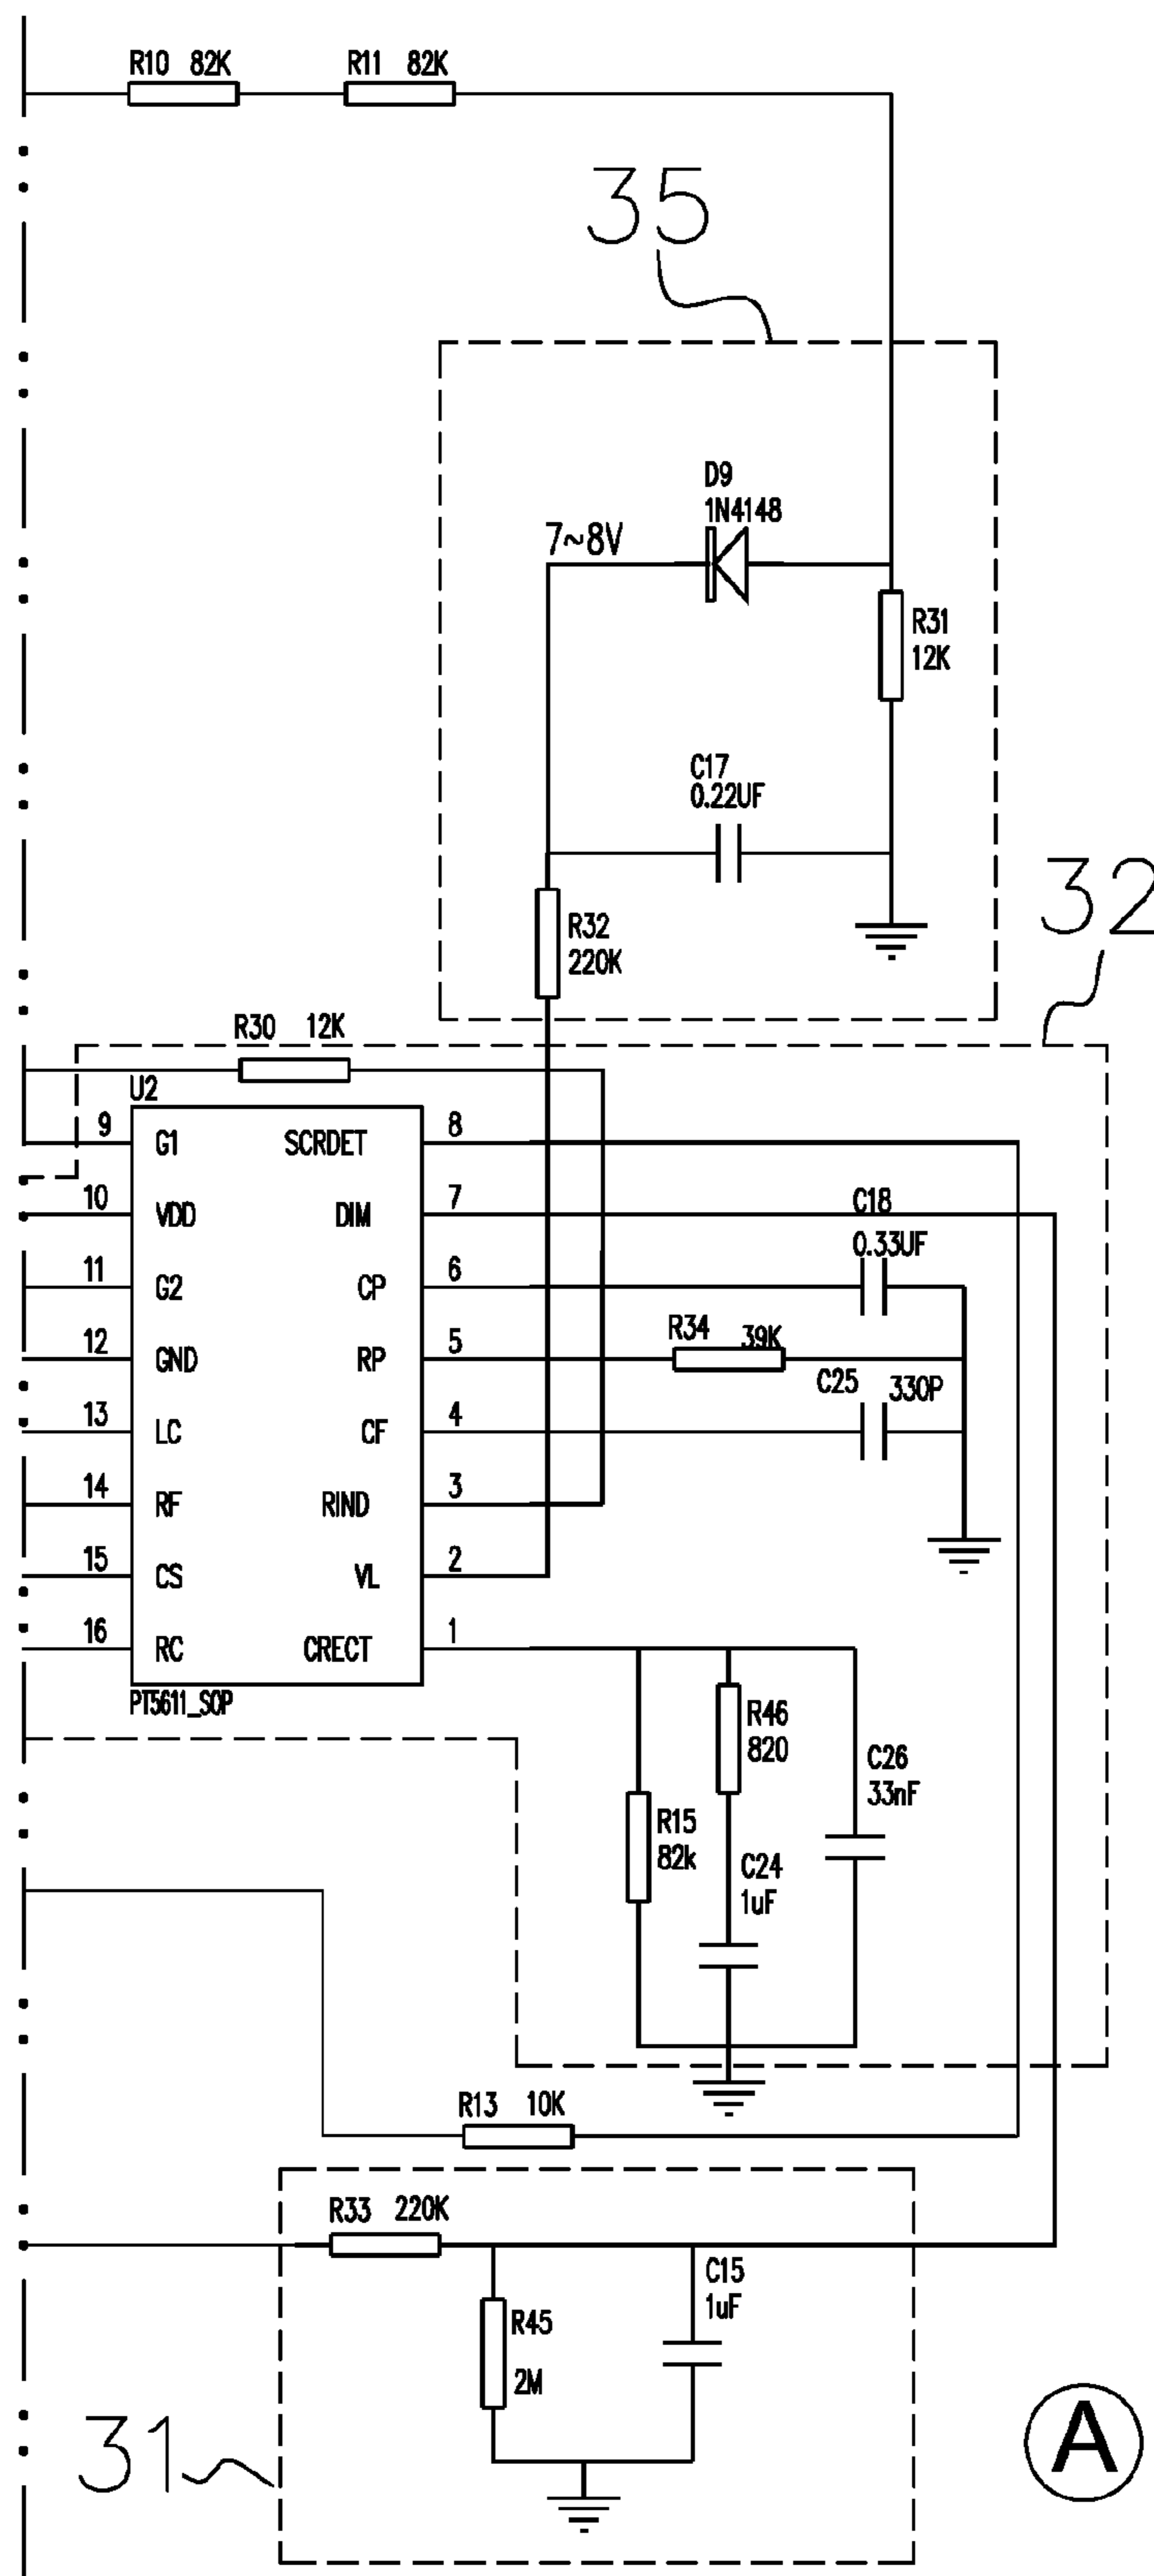 R10 82K R11 82K
35
D9
1N4148
7~8V
R31
12K
C17
0.22UF
32
R32
220K
R30 12K
U2
9 G1 SCRDET 8
10 VDD DIM 7
C18
0.33UF
11 G2 CP 6
R34 39K
12 GND RP 5
C25 330P
13 LC CF 4
14 RF RIND 3
15 CS VL 2
16 RC CRECT 1
PT5611_SOP
R46
820
C26
33nF
R15
82k
C24
1uF
R13 10K
R33 220K
C15
1uF
R45
2M
31
A